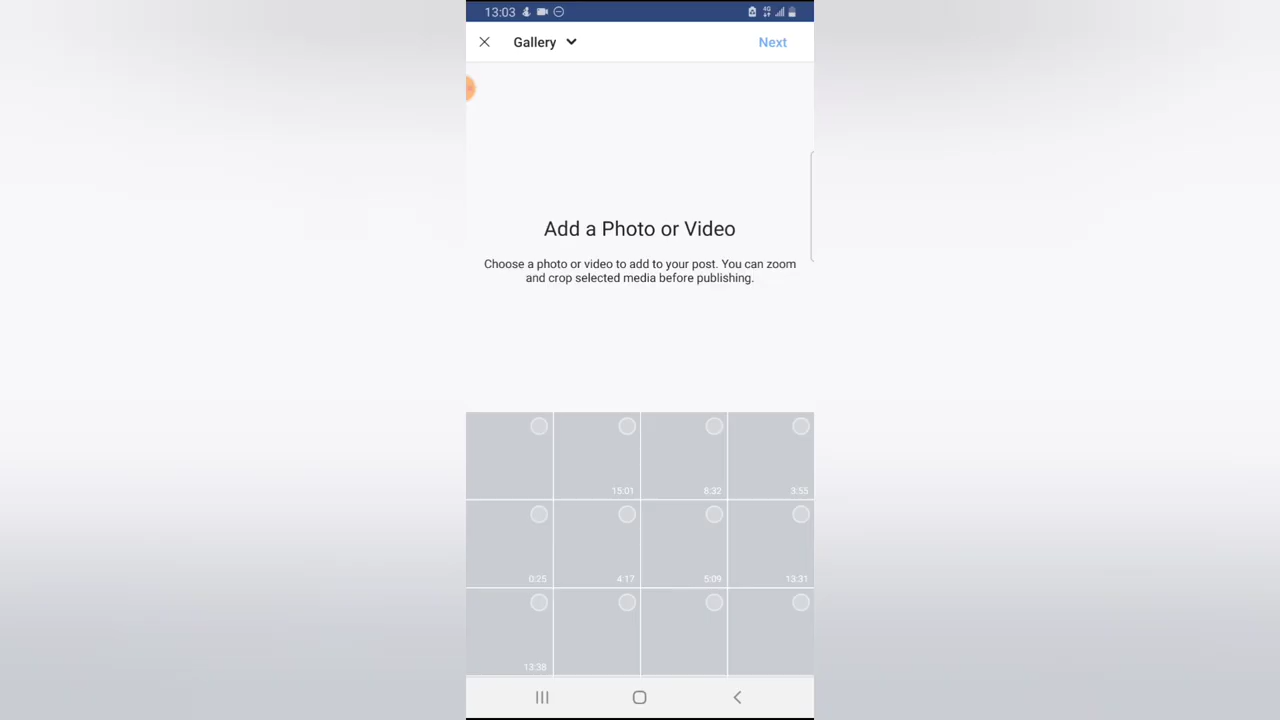 13:03
4G
Gallery
Next
Add a Photo or Video
Choose a photo or video to add to your post. You can zoom
and crop selected media before publishing.
15:01
8:32
3:55
0:25
4:17
5:09
13:31
13:38